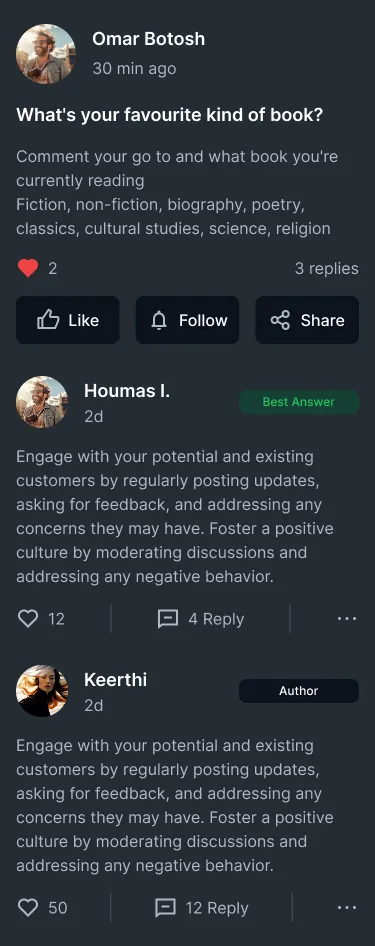 Omar Botosh
30 min ago
What's your favourite kind of book?
Comment your go to and what book you're
currently reading
Fiction, non-fiction, biography, poetry,
classics, cultural studies, science, religion
2
3 replies
Like
Follow
Share
Houmas I.
2d
Best Answer
Engage with your potential and existing
customers by regularly posting updates,
asking for feedback, and addressing any
concerns they may have. Foster a positive
culture by moderating discussions and
addressing any negative behavior.
12
4 Reply
Keerthi
2d
Author
Engage with your potential and existing
customers by regularly posting updates,
asking for feedback, and addressing any
concerns they may have. Foster a positive
culture by moderating discussions and
addressing any negative behavior.
50
12 Reply